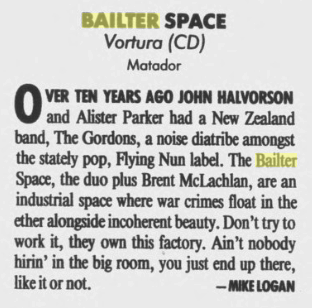 BAILTER SPACE
Vortura (CD)
Matador
OVER TEN YEARS AGO JOHN HALVORSON
and Alister Parker had a New Zealand
band, The Gordons, a noise diatribe amongst
the stately pop, Flying Nun label. The Bailter
Space, the duo plus Brent McLachlan, are an
industrial space where war crimes float in the
ether alongside incoherent beauty. Don't try to
work it, they own this factory. Ain't nobody
hirin' in the big room, you just end up there,
like it or not. — MIKE LOGAN